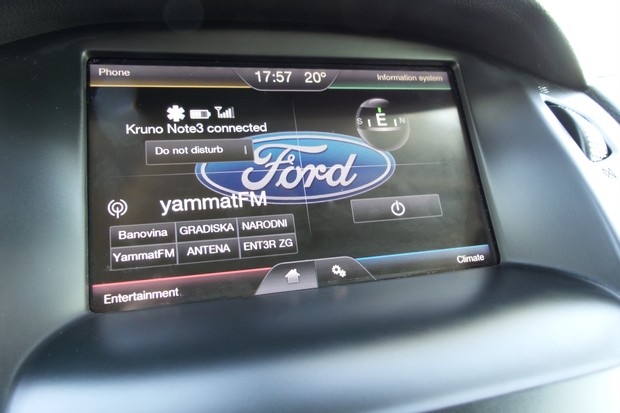 Phone
17:57 20°
Information system
Kruno Note3 connected
S E N
Do not disturb
Ford
yammatFM
Banovina GRADISKA NARODNI
YammatFM ANTENA ENT3R ZG
Entertainment
Climate